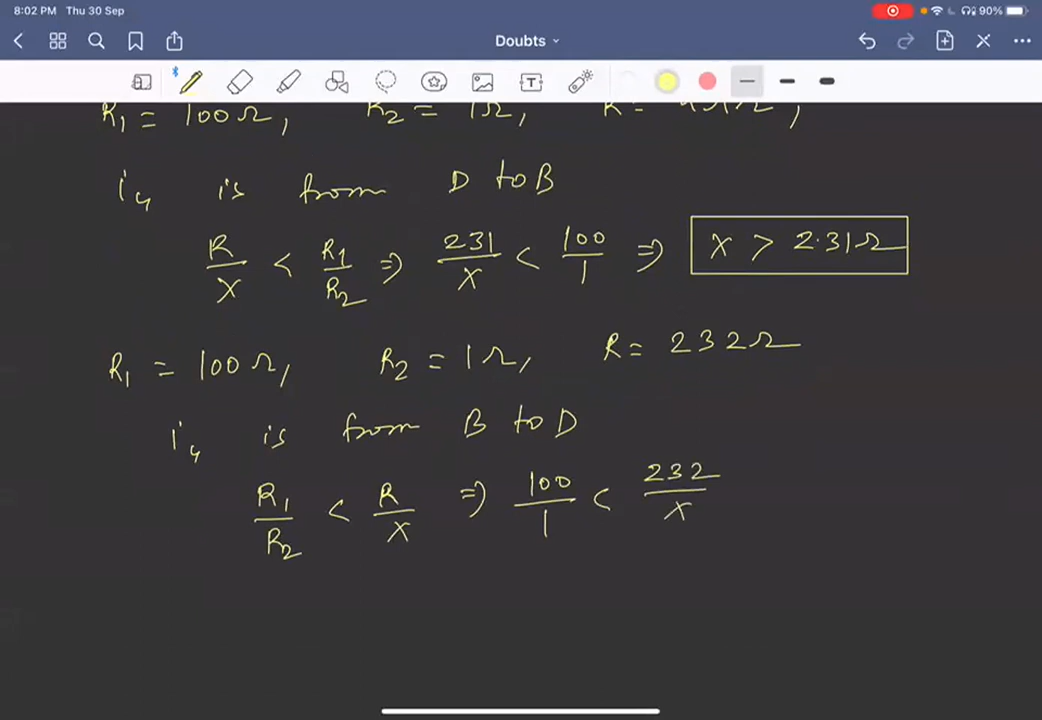 8:02 PM Thu 30 Sep 90%
Doubts
R₁ = 100Ω, R₂ = 1Ω, R = 231Ω,
i₄ is from D to B
R/X < R₁/R₂ ⇒ 231/X < 100/1 ⇒ X > 2.31Ω
R₁ = 100Ω, R₂ = 1Ω, R = 232Ω
i₄ is from B to D
R₁/R₂ < R/X ⇒ 100/1 < 232/X